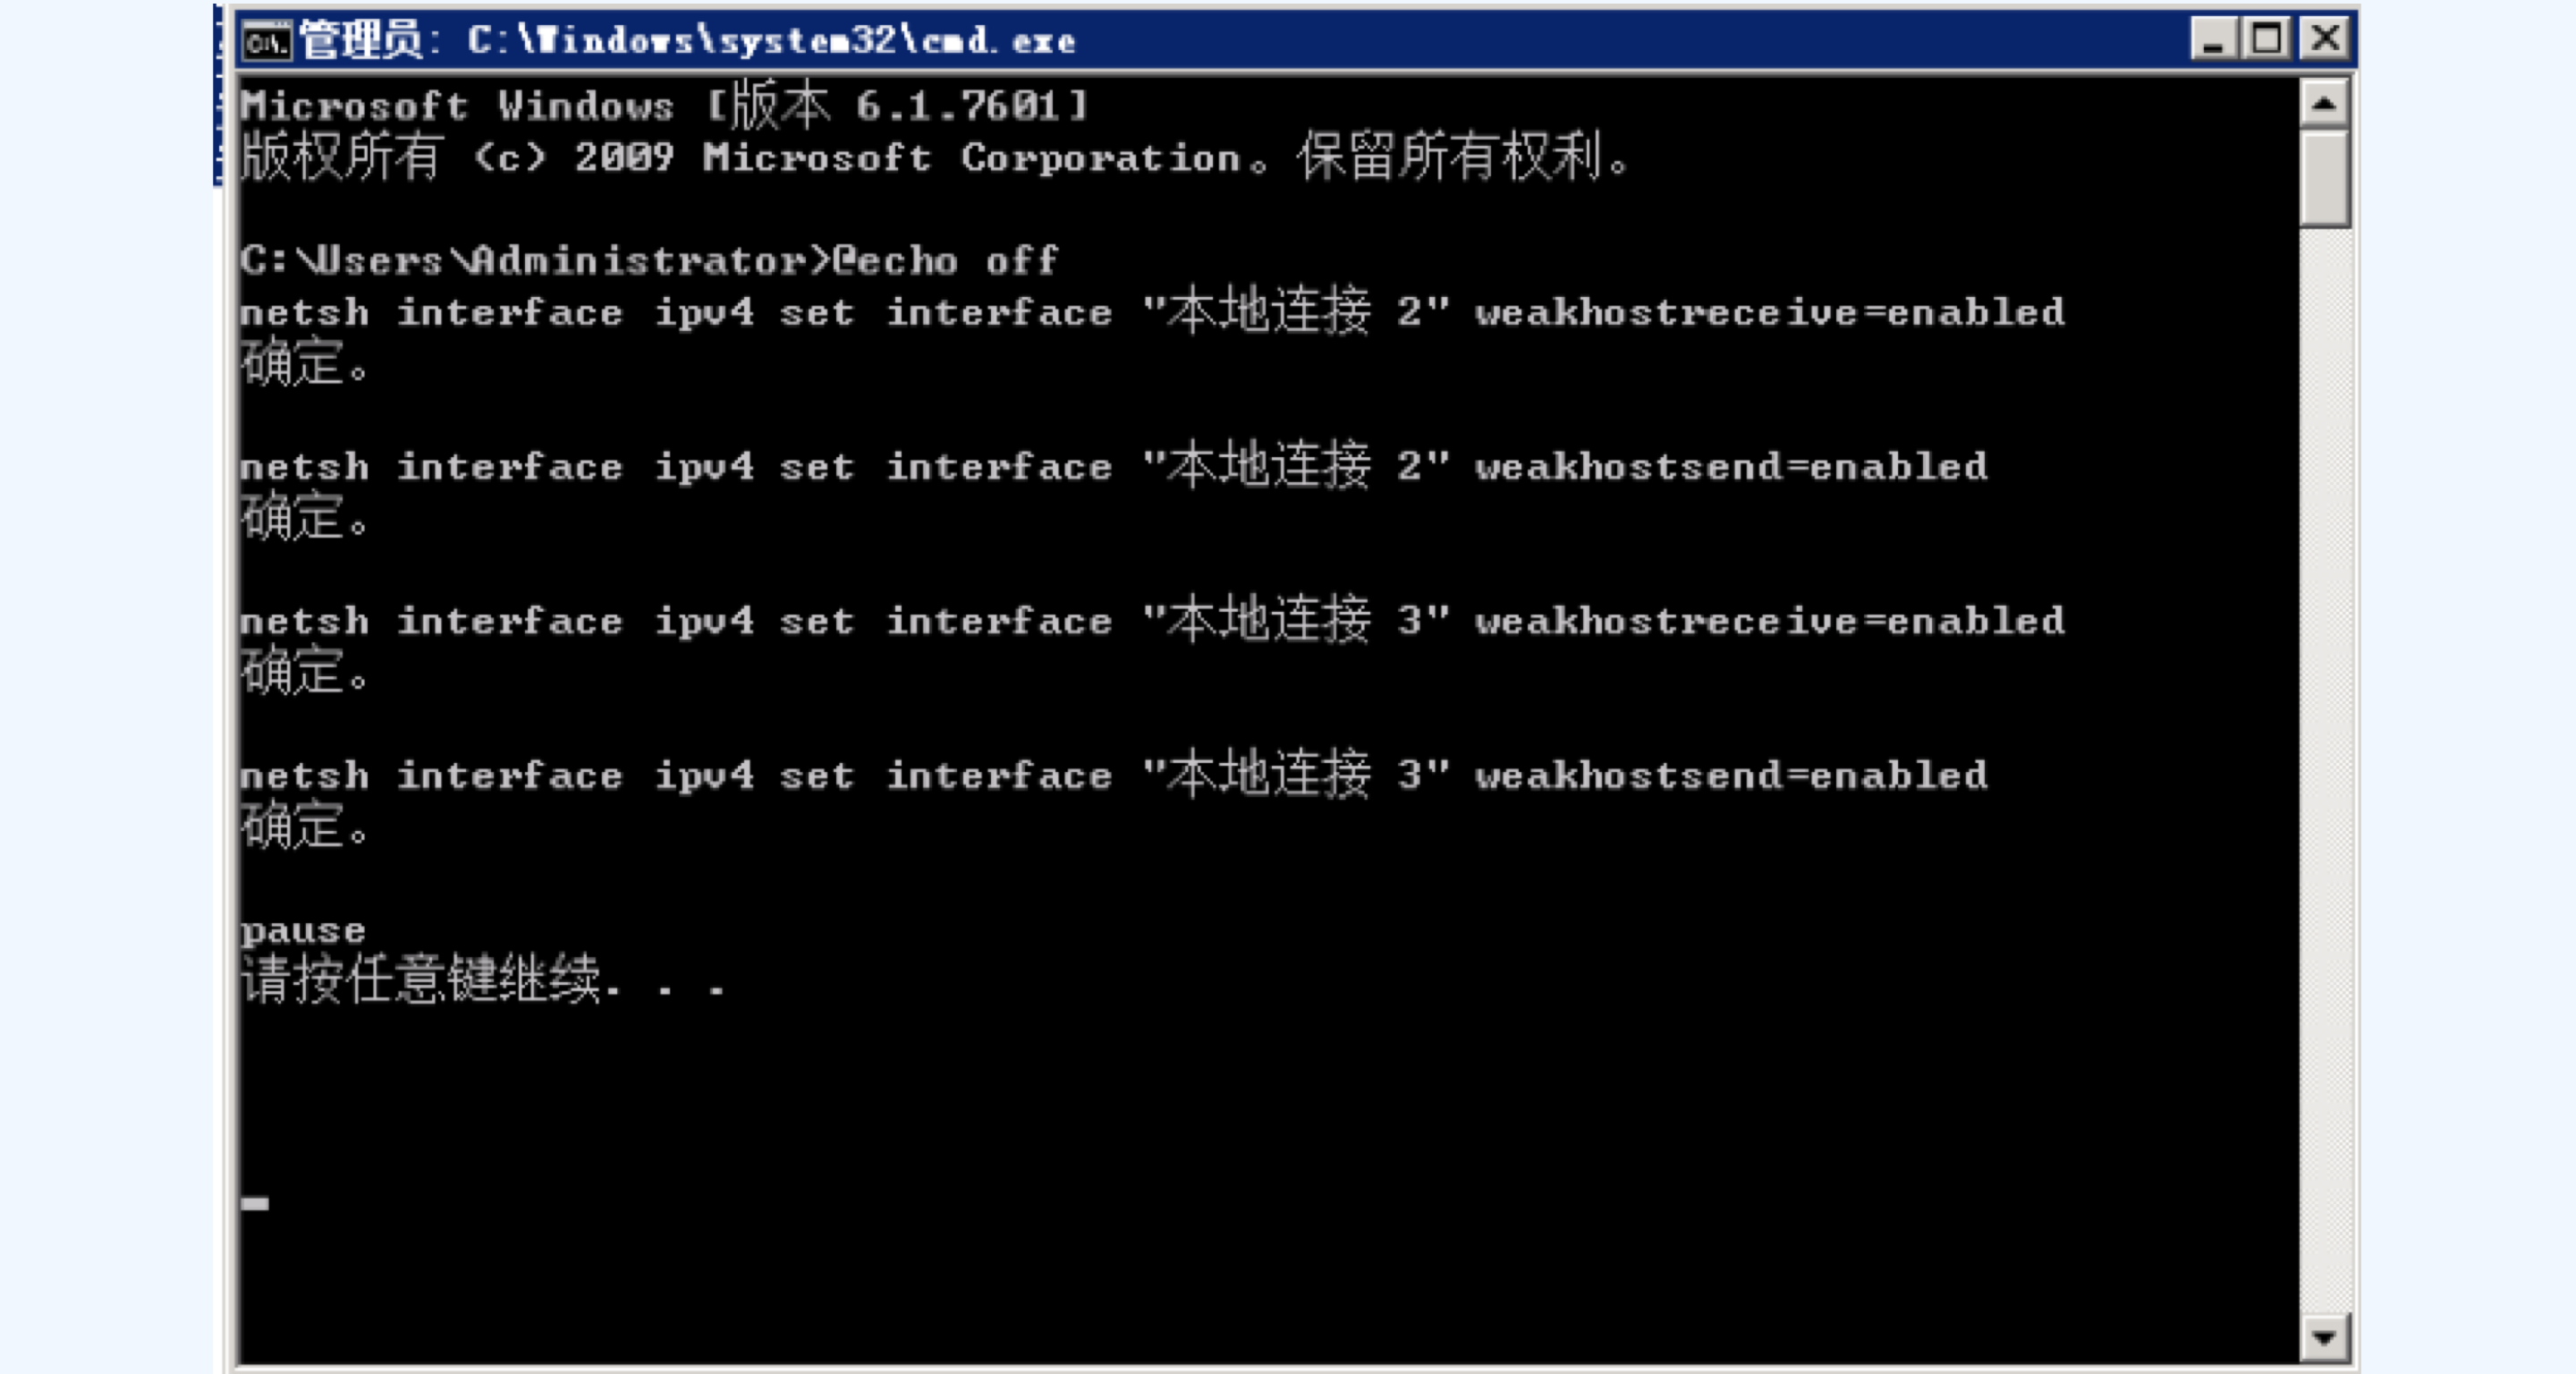 管理员: C:\Windows\system32\cmd.exe
Microsoft Windows [版本 6.1.7601]
版权所有 (c) 2009 Microsoft Corporation。保留所有权利。
C:\Users\Administrator>@echo off
netsh interface ipv4 set interface "本地连接 2" weakhostreceive=enabled
确定。
netsh interface ipv4 set interface "本地连接 2" weakhostsend=enabled
确定。
netsh interface ipv4 set interface "本地连接 3" weakhostreceive=enabled
确定。
netsh interface ipv4 set interface "本地连接 3" weakhostsend=enabled
确定。
pause
请按任意键继续. . .